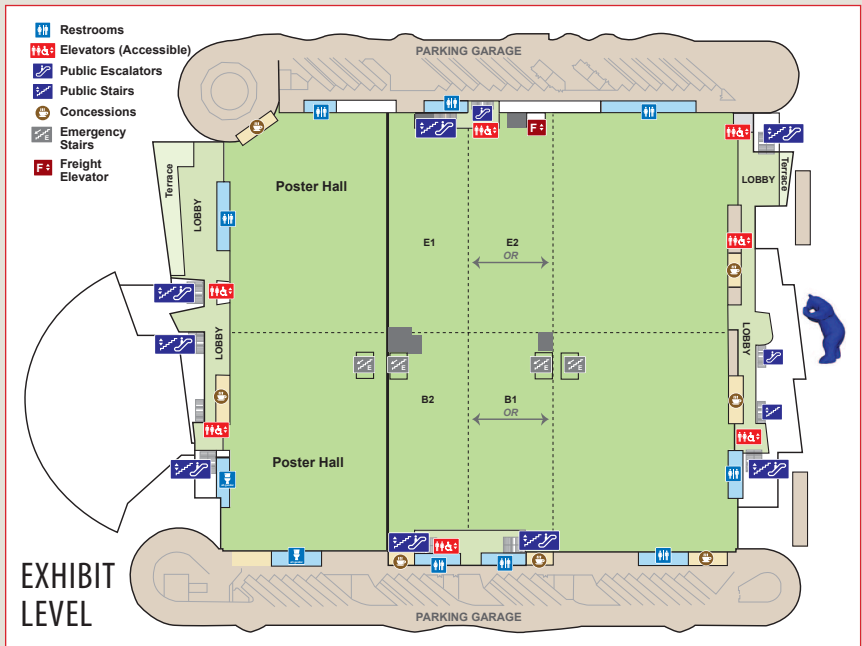 Restrooms
Elevators (Accessible)
Public Escalators
Public Stairs
Concessions
Emergency
Stairs
Freight
Elevator
PARKING GARAGE
F
Terrace
LOBBY
Poster Hall
LOBBY
Terrace
E1
E2
OR
LOBBY
LOBBY
E
E
E
E
B2
B1
OR
Poster Hall
EXHIBIT
LEVEL
PARKING GARAGE